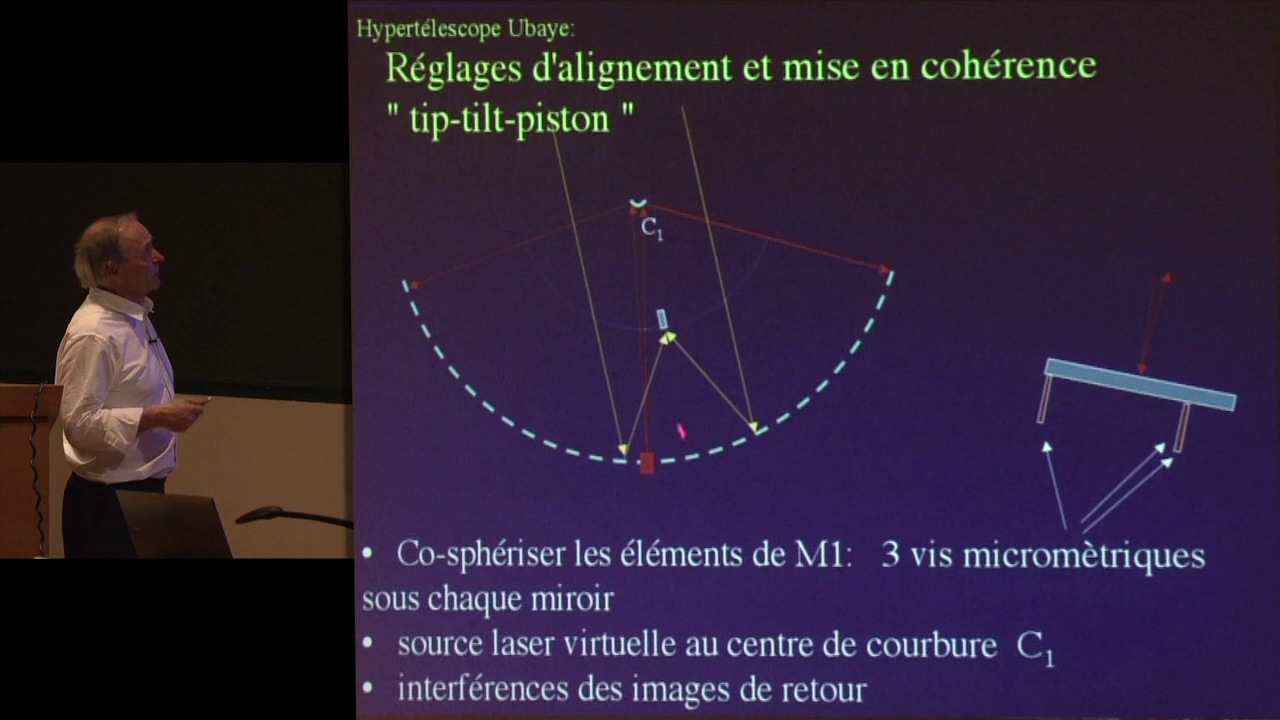 Hypertélescope Ubaye:
Réglages d'alignement et mise en cohérence
" tip-tilt-piston "
C1
• Co-sphériser les éléments de M1: 3 vis micromètriques
sous chaque miroir
• source laser virtuelle au centre de courbure C1
• interférences des images de retour